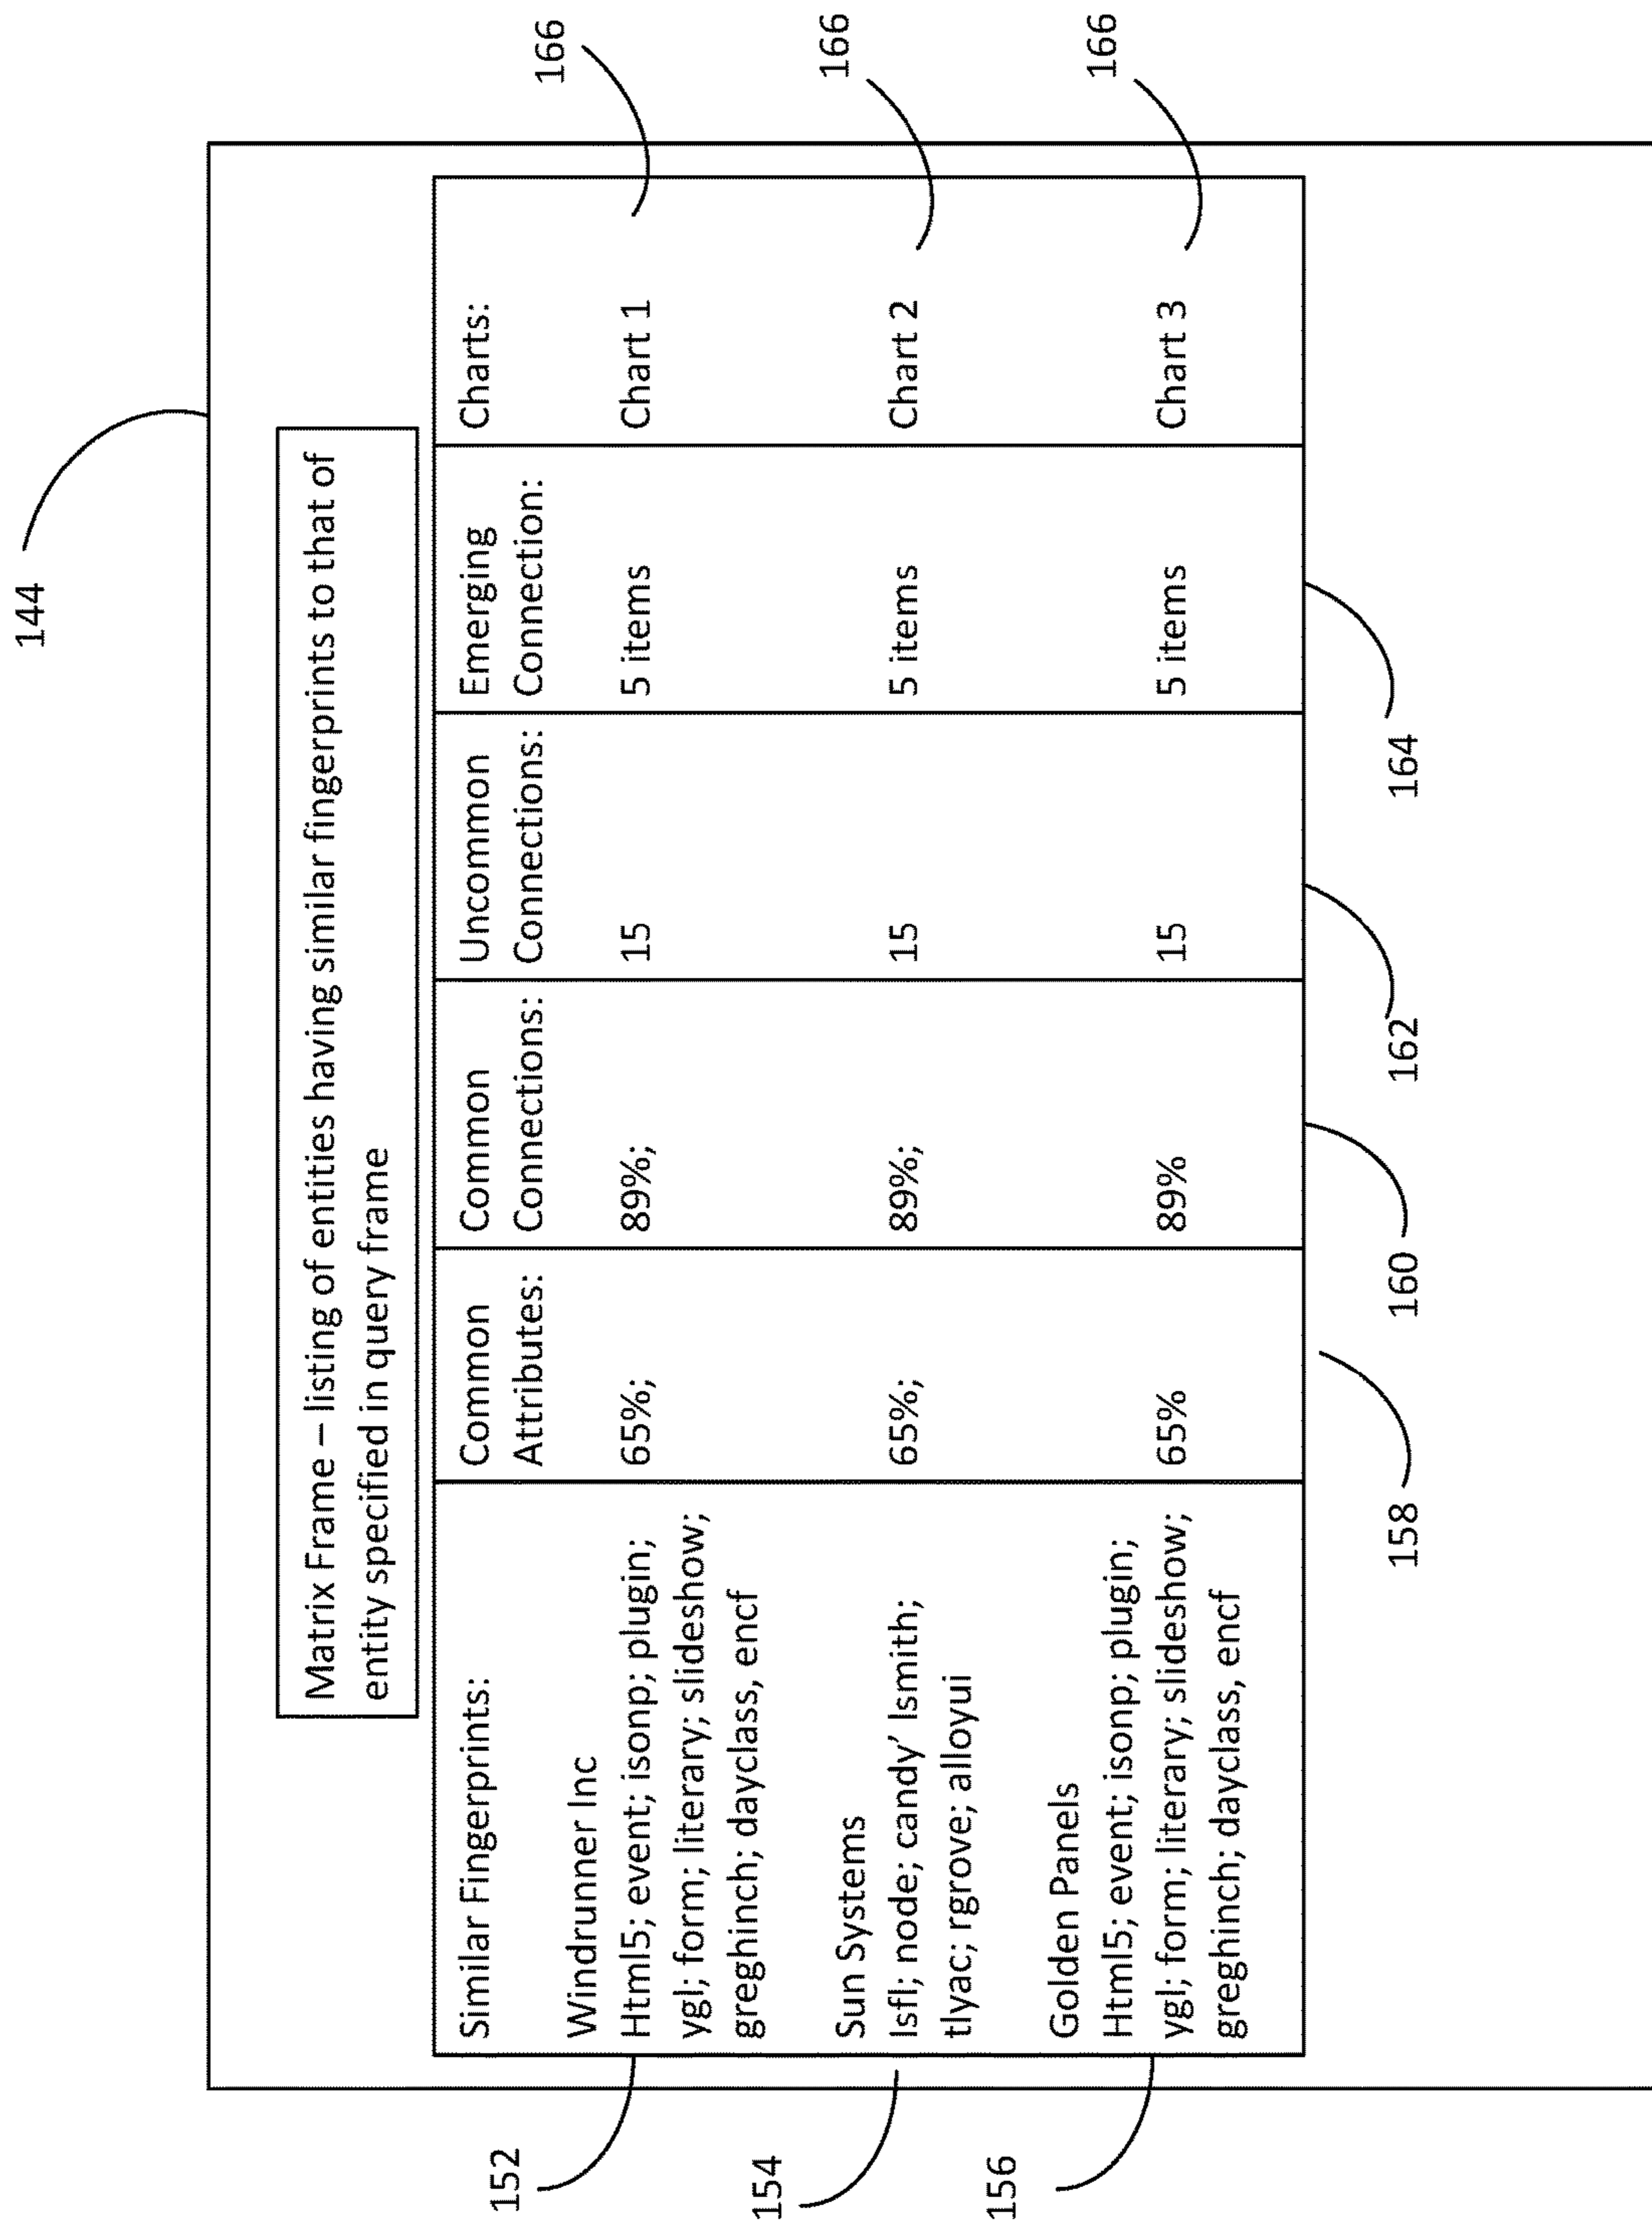 144
Matrix Frame – listing of entities having similar fingerprints to that of
entity specified in query frame
Similar Fingerprints:
Common
Attributes:
Common
Connections:
Uncommon
Connections:
Emerging
Connection:
Charts:
152
Windrunner Inc
Html5; event; isonp; plugin;
ygl; form; literary; slideshow;
greghinch; dayclass, encf
65%;
89%;
15
5 items
Chart 1
166
154
Sun Systems
lsfl; node; candy’ lsmith;
tlyac; rgrove; alloyui
65%;
89%;
15
5 items
Chart 2
166
156
Golden Panels
Html5; event; isonp; plugin;
ygl; form; literary; slideshow;
greghinch; dayclass, encf
65%
89%
15
5 items
Chart 3
166
158
160
162
164